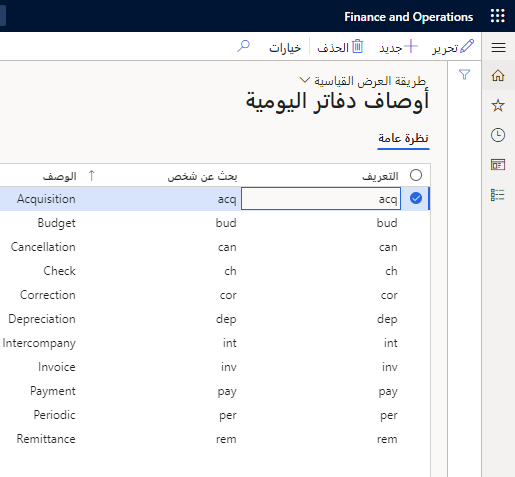 Finance and Operations
تحرير جديد الحذف خيارات
طريقة العرض القياسية
أوصاف دفاتر اليومية
نظرة عامة
التعريف بحث عن شخص الوصف
acq acq Acquisition
bud bud Budget
can can Cancellation
ch ch Check
cor cor Correction
dep dep Depreciation
int int Intercompany
inv inv Invoice
pay pay Payment
per per Periodic
rem rem Remittance